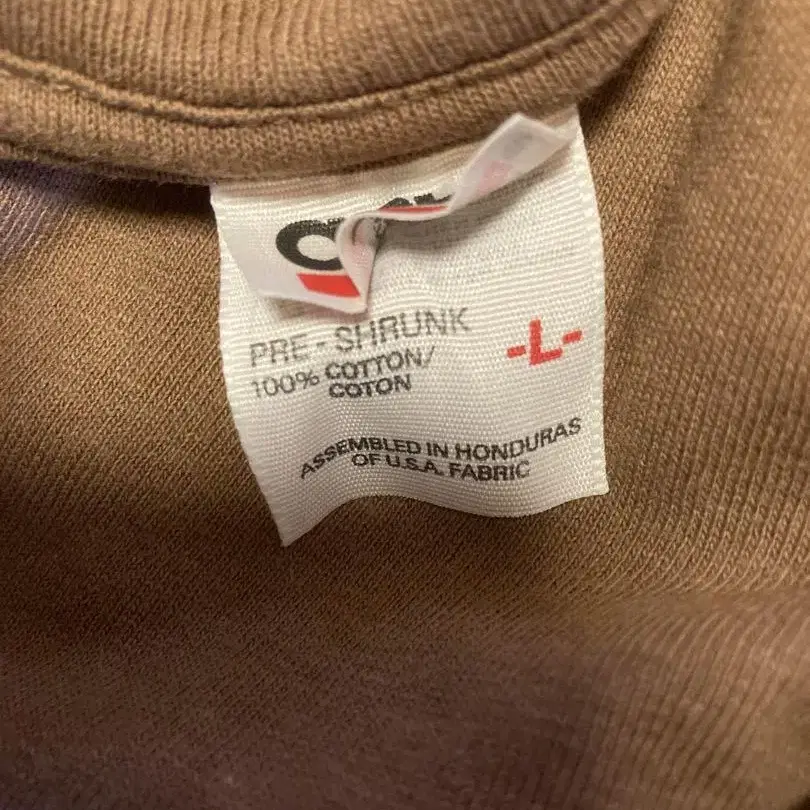 PRE - SHRUNK
100% COTTON/
COTON
-L-
ASSEMBLED IN HONDURAS
OF U.S.A. FABRIC